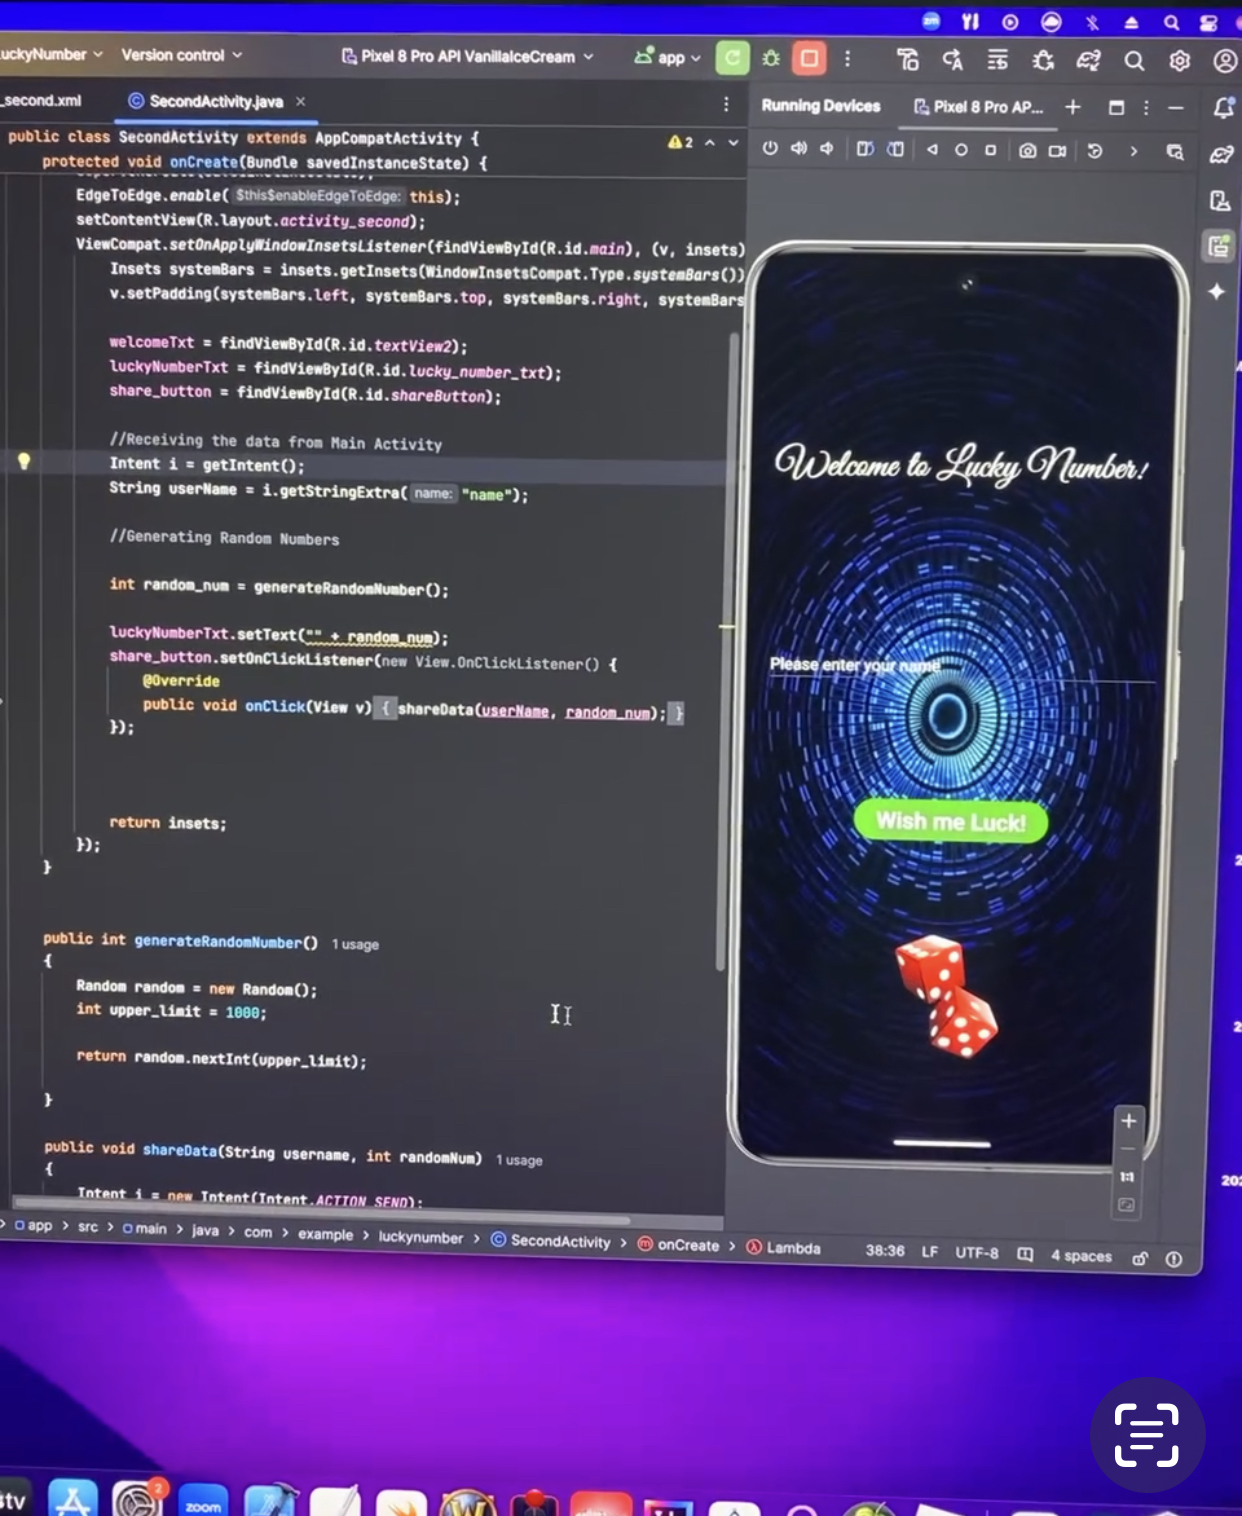 uckyNumber
Version control
Pixel 8 Pro API VanillaIceCream
app
_second.xml
SecondActivity.java
Running Devices
Pixel 8 Pro AP...
public class SecondActivity extends AppCompatActivity {
2
protected void onCreate(Bundle savedInstanceState) {
EdgeToEdge.enable( $this$enableEdgeToEdge: this);
setContentView(R.layout.activity_second);
ViewCompat.setOnApplyWindowInsetsListener(findViewById(R.id.main), (v, insets)
Insets systemBars = insets.getInsets(WindowInsetsCompat.Type.systemBars())
v.setPadding(systemBars.left, systemBars.top, systemBars.right, systemBars
welcomeTxt = findViewById(R.id.textView2);
luckyNumberTxt = findViewById(R.id.lucky_number_txt);
share_button = findViewById(R.id.shareButton);
//Receiving the data from Main Activity
Intent i = getIntent();
String userName = i.getStringExtra( name: "name");
//Generating Random Numbers
int random_num = generateRandomNumber();
luckyNumberTxt.setText("" + random_num);
share_button.setOnClickListener(new View.OnClickListener() {
@Override
public void onClick(View v) { shareData(userName, random_num); }
});
return insets;
});
}
public int generateRandomNumber() 1 usage
{
Random random = new Random();
int upper_limit = 1000;
return random.nextInt(upper_limit);
}
public void shareData(String username, int randomNum) 1 usage
{
Intent i = new Intent(Intent.ACTION_SEND);
Welcome to Lucky Number!
Please enter your name
Wish me Luck!
1:1
app > src > main > java > com > example > luckynumber > SecondActivity > onCreate > Lambda
38:36 LF UTF-8 4 spaces
zm
tv
2
zoom